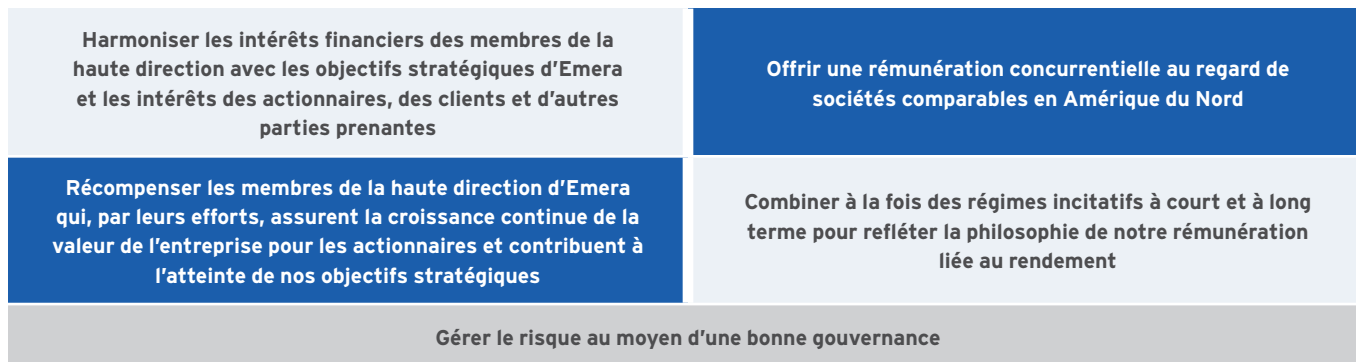 Harmoniser les intérêts financiers des membres de la
haute direction avec les objectifs stratégiques d’Emera
et les intérêts des actionnaires, des clients et d’autres
parties prenantes
Offrir une rémunération concurrentielle au regard de
sociétés comparables en Amérique du Nord
Récompenser les membres de la haute direction d’Emera
qui, par leurs efforts, assurent la croissance continue de la
valeur de l’entreprise pour les actionnaires et contribuent à
l’atteinte de nos objectifs stratégiques
Combiner à la fois des régimes incitatifs à court et à long
terme pour refléter la philosophie de notre rémunération
liée au rendement
Gérer le risque au moyen d’une bonne gouvernance